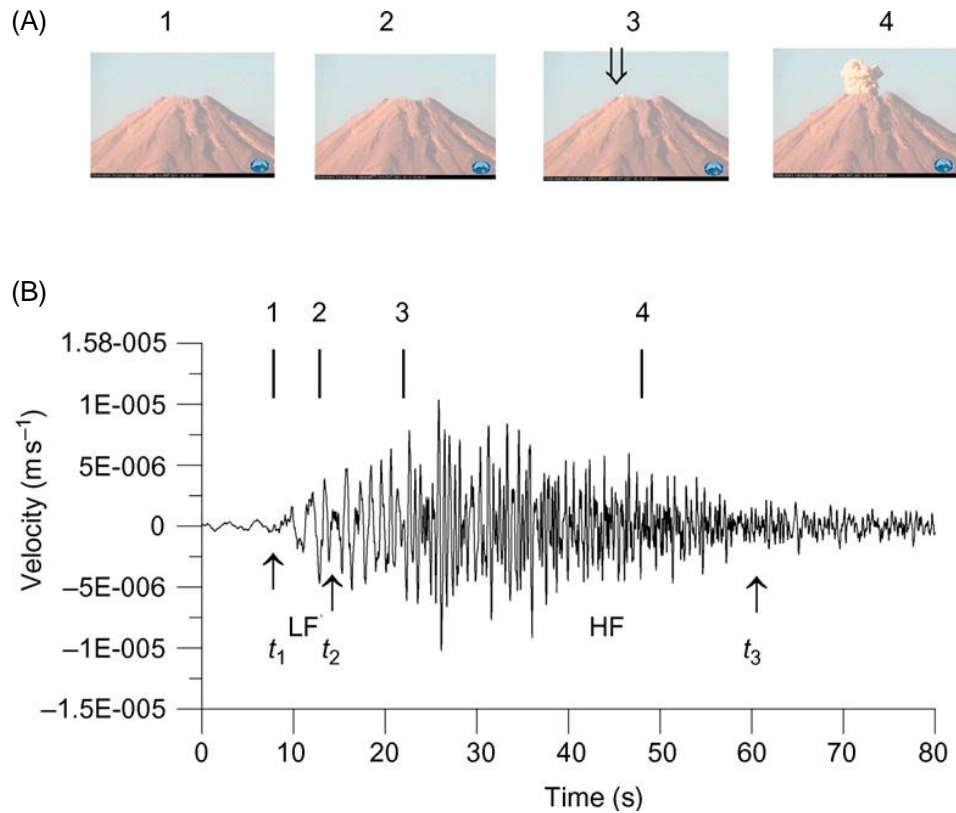 (A)
1 2 3 4
(B)
1 2 3 4
1.58-005
1E-005
5E-006
0
–5E-006
–1E-005
–1.5E-005
Velocity (m s⁻¹)
LF
HF
t₁
t₂
t₃
0 10 20 30 40 50 60 70 80
Time (s)